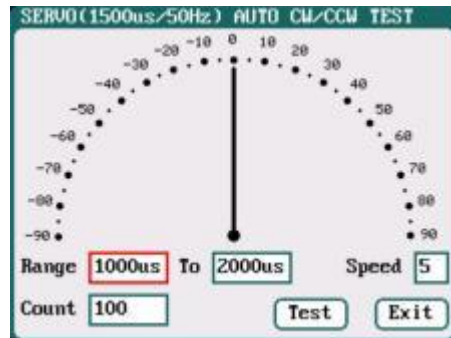 SERVO(1500us/50Hz) AUTO CW/CCW TEST
-90 -80 -70 -60 -50 -40 -30 -20 -10 0 10 20 30 40 50 60 70 80 90
Range 1000us To 2000us Speed 5
Count 100 Test Exit